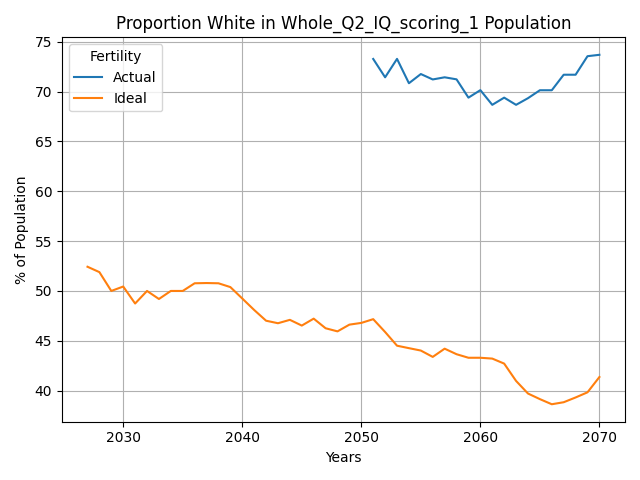 Proportion White in Whole_Q2_IQ_scoring_1 Population
75
70
65
60
55
50
45
40
% of Population
Fertility
Actual
Ideal
2030 2040 2050 2060 2070
Years